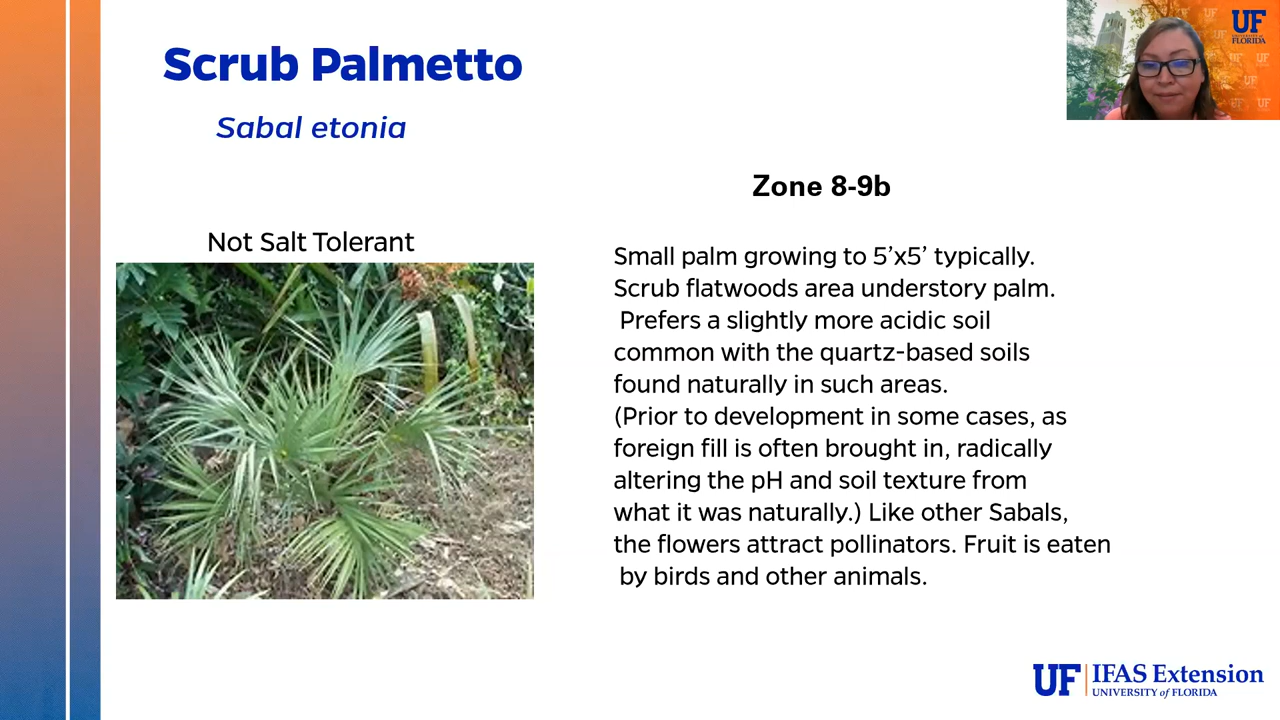 Scrub Palmetto
Sabal etonia
Zone 8-9b
Not Salt Tolerant
Small palm growing to 5’x5’ typically.
Scrub flatwoods area understory palm.
Prefers a slightly more acidic soil
common with the quartz-based soils
found naturally in such areas.
(Prior to development in some cases, as
foreign fill is often brought in, radically
altering the pH and soil texture from
what it was naturally.) Like other Sabals,
the flowers attract pollinators. Fruit is eaten
by birds and other animals.
UF
UNIVERSITY of
FLORIDA
UF
UF
UF
UF
UF IFAS Extension
UNIVERSITY of FLORIDA